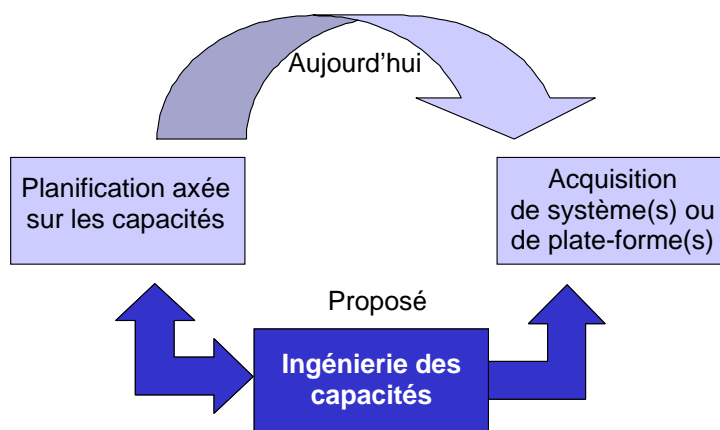 Aujourd'hui
Planification axée
sur les capacités
Acquisition
de système(s) ou
de plate-forme(s)
Proposé
Ingénierie des
capacités